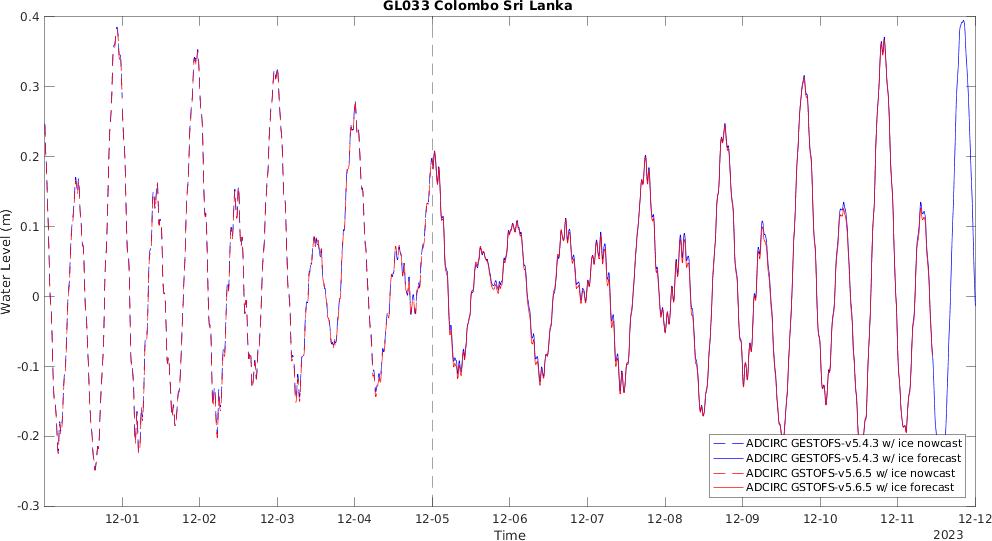 GL033 Colombo Sri Lanka
0.4
0.3
0.2
0.1
0
-0.1
-0.2
-0.3
Water Level (m)
ADCIRC GESTOFS-v5.4.3 w/ ice nowcast
ADCIRC GESTOFS-v5.4.3 w/ ice forecast
ADCIRC GSTOFS-v5.6.5 w/ ice nowcast
ADCIRC GSTOFS-v5.6.5 w/ ice forecast
12-01 12-02 12-03 12-04 12-05 12-06 12-07 12-08 12-09 12-10 12-11 12-12
Time
2023